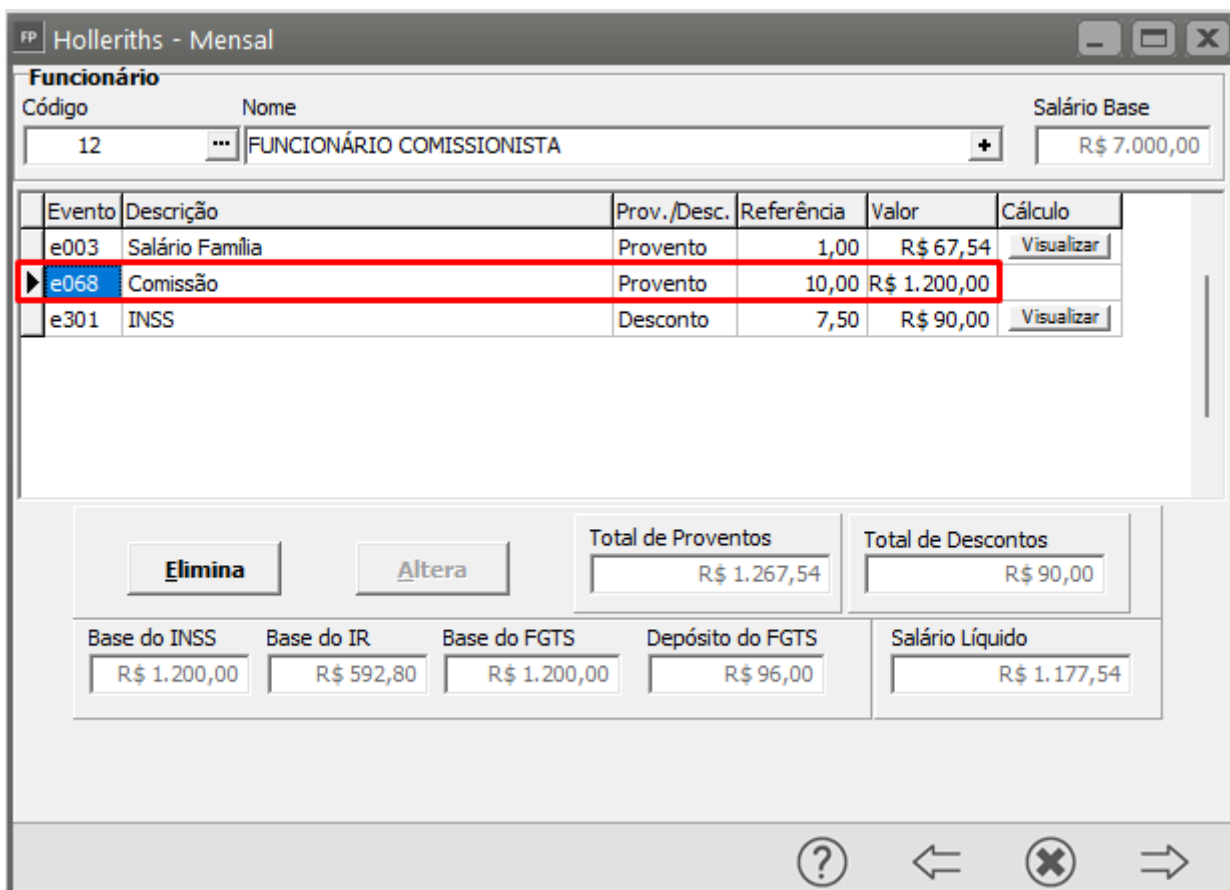 FP Holleriths - Mensal
Funcionário
Código Nome Salário Base
12 ... FUNCIONÁRIO COMISSIONISTA + R$ 7.000,00
Evento Descrição Prov./Desc. Referência Valor Cálculo
e003 Salário Família Provento 1,00 R$ 67,54 Visualizar
e068 Comissão Provento 10,00 R$ 1.200,00
e301 INSS Desconto 7,50 R$ 90,00 Visualizar
Total de Proventos Total de Descontos
Elimina Altera R$ 1.267,54 R$ 90,00
Base do INSS Base do IR Base do FGTS Depósito do FGTS Salário Líquido
R$ 1.200,00 R$ 592,80 R$ 1.200,00 R$ 96,00 R$ 1.177,54
?